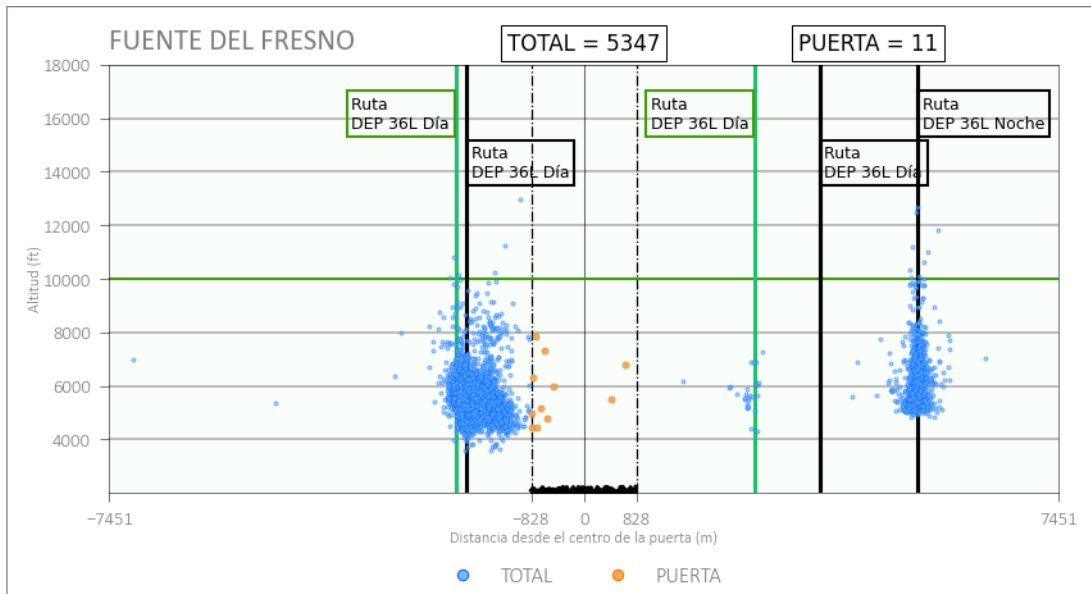 FUENTE DEL FRESNO
TOTAL = 5347
PUERTA = 11
18000
16000
14000
12000
10000
8000
6000
4000
Altitud (ft)
Ruta
DEP 36L Día
Ruta
DEP 36L Día
Ruta
DEP 36L Día
Ruta
DEP 36L Día
Ruta
DEP 36L Noche
−7451
−828
0
828
7451
Distancia desde el centro de la puerta (m)
TOTAL
PUERTA